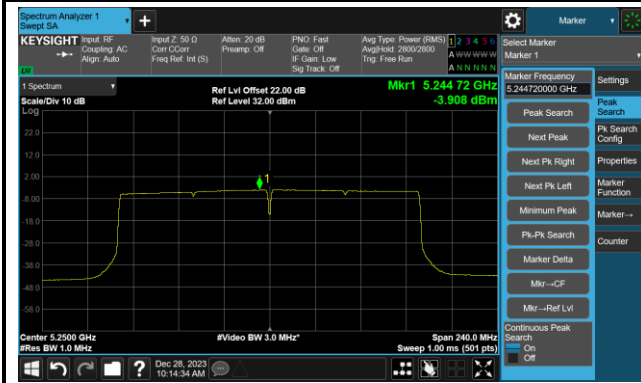 Spectrum Analyzer 1
Swept SA
+
Marker
KEYSIGHT
Input: RF
Coupling: AC
Align: Auto
Input Z: 50 Ω
Corr CCorr
Freq Ref: Int (S)
Atten: 20 dB
Preamp: Off
PNO: Fast
Gate: Off
IF Gain: Low
Sig Track: Off
Avg Type: Power (RMS)
Avg|Hold: 2800/2800
Trig: Free Run
1 2 3 4 5 6
A W W W W W
A N N N N N
LXI
Select Marker
Marker 1
1 Spectrum
Scale/Div 10 dB
Log
Ref Lvl Offset 22.00 dB
Ref Level 32.00 dBm
Mkr1 5.244 72 GHz
-3.908 dBm
22.0
12.0
2.00
-8.00
-18.0
-28.0
-38.0
-48.0
-58.0
1
Center 5.2500 GHz
#Res BW 1.0 MHz
#Video BW 3.0 MHz*
Span 240.0 MHz
Sweep 1.00 ms (501 pts)
Marker Frequency
5.244720000 GHz
Peak Search
Next Peak
Next Pk Right
Next Pk Left
Minimum Peak
Pk-Pk Search
Marker Delta
Mkr→CF
Mkr→Ref Lvl
Continuous Peak
Search
On
Off
Settings
Peak
Search
Pk Search
Config
Properties
Marker
Function
Marker→
Counter
?
Dec 28, 2023
10:14:34 AM